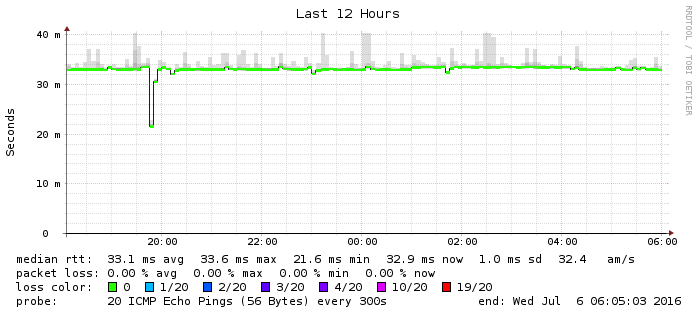 Last 12 Hours
RRDTOOL / TOBI OETIKER
Seconds
40 m
30 m
20 m
10 m
0
20:00 22:00 00:00 02:00 04:00 06:00
median rtt: 33.1 ms avg 33.6 ms max 21.6 ms min 32.9 ms now 1.0 ms sd 32.4 am/s
packet loss: 0.00 % avg 0.00 % max 0.00 % min 0.00 % now
loss color: 0 1/20 2/20 3/20 4/20 10/20 19/20
probe: 20 ICMP Echo Pings (56 Bytes) every 300s end: Wed Jul 6 06:05:03 2016